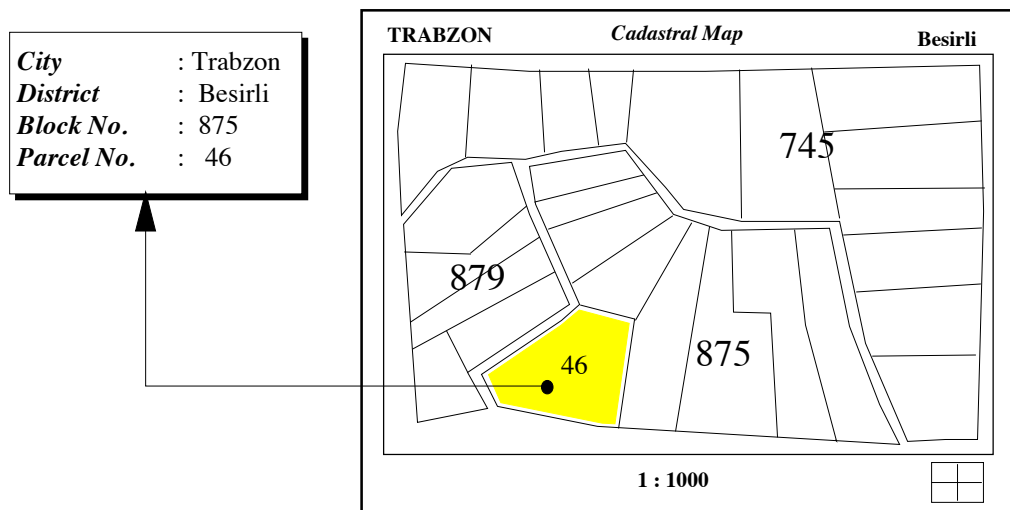 City : Trabzon
District : Besirli
Block No. : 875
Parcel No. : 46
TRABZON Cadastral Map Besirli
745
879
46
875
1 : 1000